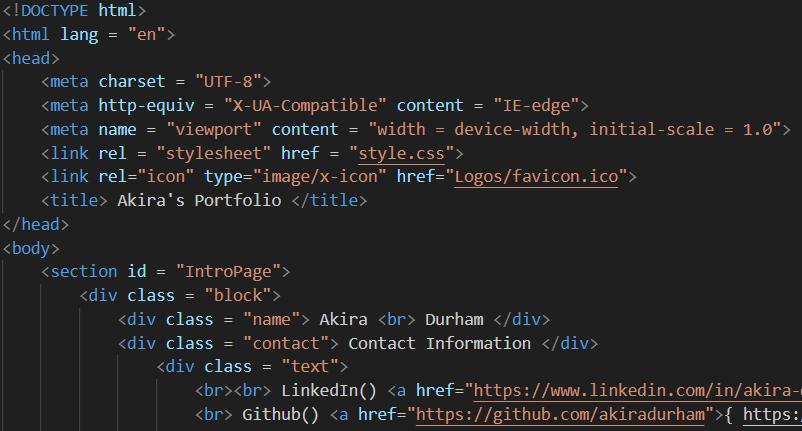 <!DOCTYPE html>
<html lang = "en">
<head>
    <meta charset = "UTF-8">
    <meta http-equiv = "X-UA-Compatible" content = "IE-edge">
    <meta name = "viewport" content = "width = device-width, initial-scale = 1.0">
    <link rel = "stylesheet" href = "style.css">
    <link rel="icon" type="image/x-icon" href="Logos/favicon.ico">
    <title> Akira's Portfolio </title>
</head>
<body>
    <section id = "IntroPage">
        <div class = "block">
            <div class = "name"> Akira <br> Durham </div>
            <div class = "contact"> Contact Information </div>
                <div class = "text">
                    <br><br> LinkedIn() <a href="https://www.linkedin.com/in/akira-
                    <br> Github() <a href="https://github.com/akiradurham">{ https:/